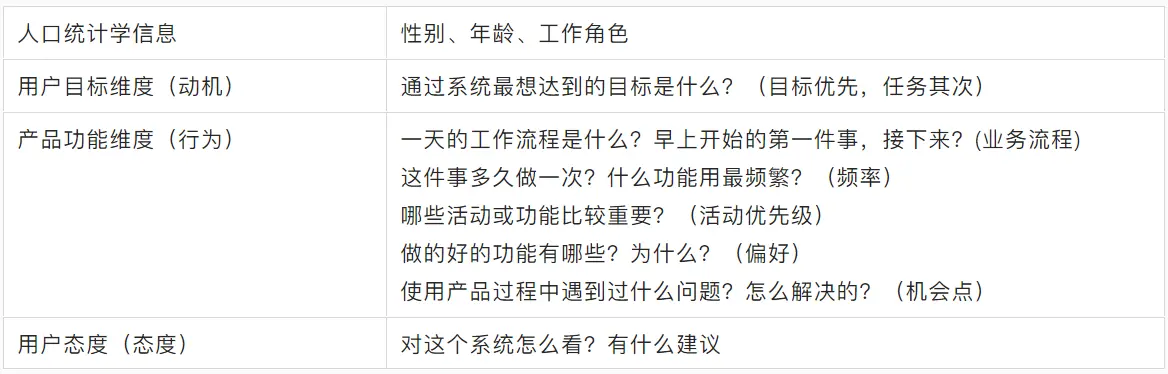 人口统计学信息
性别、年龄、工作角色
用户目标维度（动机）
通过系统最想达到的目标是什么？（目标优先，任务其次）
产品功能维度（行为）
一天的工作流程是什么？早上开始的第一件事，接下来？(业务流程)
这件事多久做一次？什么功能用最频繁？（频率）
哪些活动或功能比较重要？（活动优先级）
做的好的功能有哪些？为什么？（偏好）
使用产品过程中遇到过什么问题？怎么解决的？（机会点）
用户态度（态度）
对这个系统怎么看？有什么建议